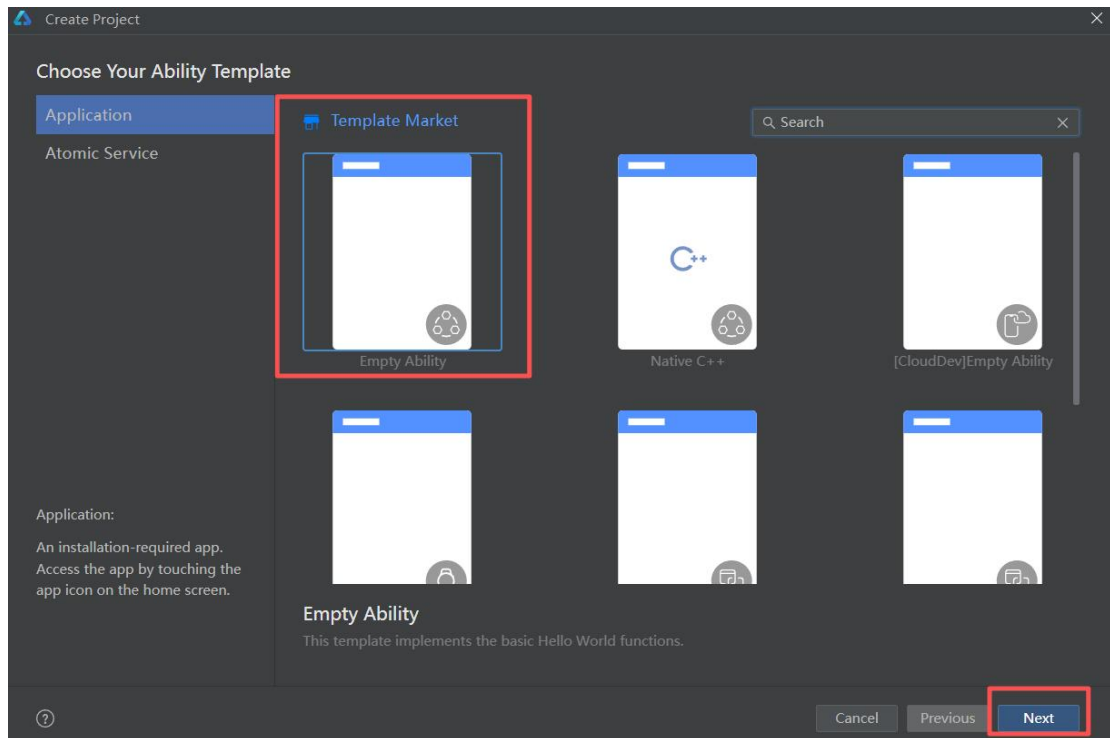 Create Project
Choose Your Ability Template
Application
Atomic Service
Template Market
Search
Empty Ability
C++
Native C++
[CloudDev]Empty Ability
Application:
An installation-required app.
Access the app by touching the
app icon on the home screen.
Empty Ability
This template implements the basic Hello World functions.
?
Cancel
Previous
Next